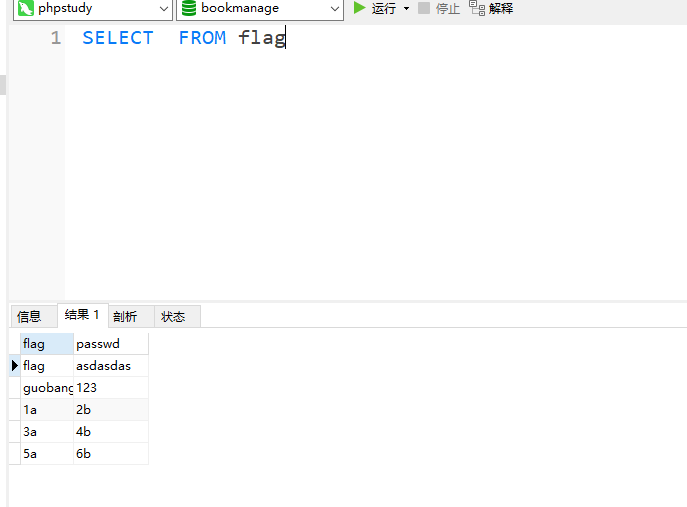 phpstudy bookmanage 运行 停止 解释
1 SELECT  FROM flag
信息 结果 1 剖析 状态
flag passwd
flag asdasdas
guobang 123
1a 2b
3a 4b
5a 6b